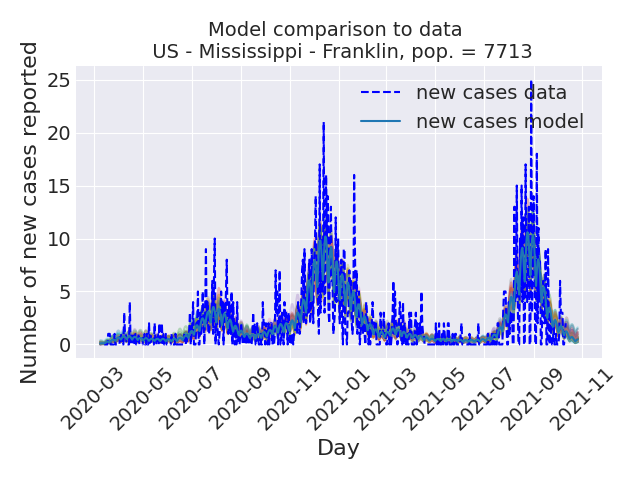 Model comparison to data
US - Mississippi - Franklin, pop. = 7713
Number of new cases reported
25
20
15
10
5
0
new cases data
new cases model
2020-03
2020-05
2020-07
2020-09
2020-11
2021-01
2021-03
2021-05
2021-07
2021-09
2021-11
Day